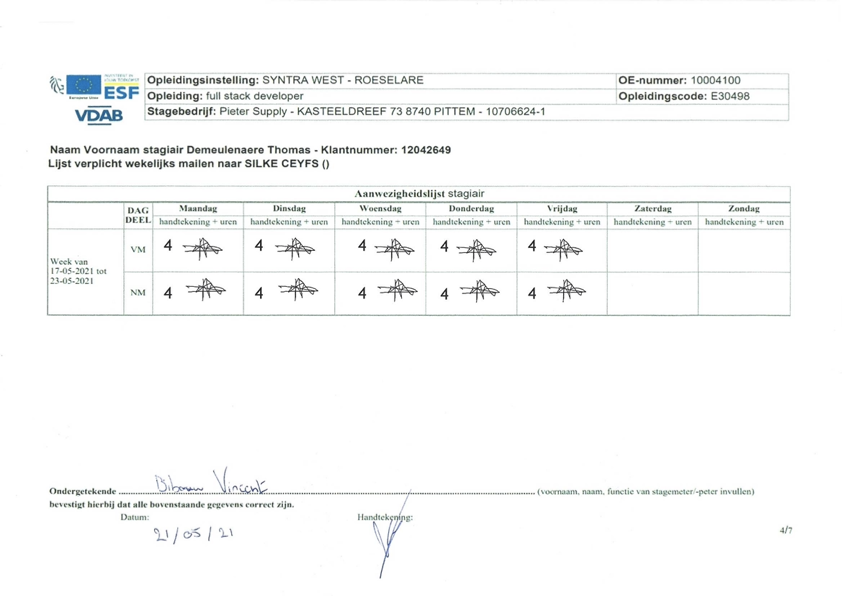 ESF
VDAB
Opleidingsinstelling: SYNTRA WEST - ROESELARE OE-nummer: 10004100
Opleiding: full stack developer Opleidingscode: E30498
Stagebedrijf: Pieter Supply - KASTEELDREEF 73 8740 PITTEM - 10706624-1
Naam Voornaam stagiair Demeulenaere Thomas - Klantnummer: 12042649
Lijst verplicht wekelijks mailen naar SILKE CEYFS ()
Aanwezigheidslijst stagiair
DAG DEEL Maandag Dinsdag Woensdag Donderdag Vrijdag Zaterdag Zondag
handtekening + uren handtekening + uren handtekening + uren handtekening + uren handtekening + uren handtekening + uren handtekening + uren
Week van
17-05-2021 tot
23-05-2021
VM 4 4 4 4 4
NM 4 4 4 4 4
Ondergetekende Vincent (voornaam, naam, functie van stagemeter/-peter invullen)
bevestigt hierbij dat alle bovenstaande gegevens correct zijn.
Datum: Handtekening:
21/05/21
4/7